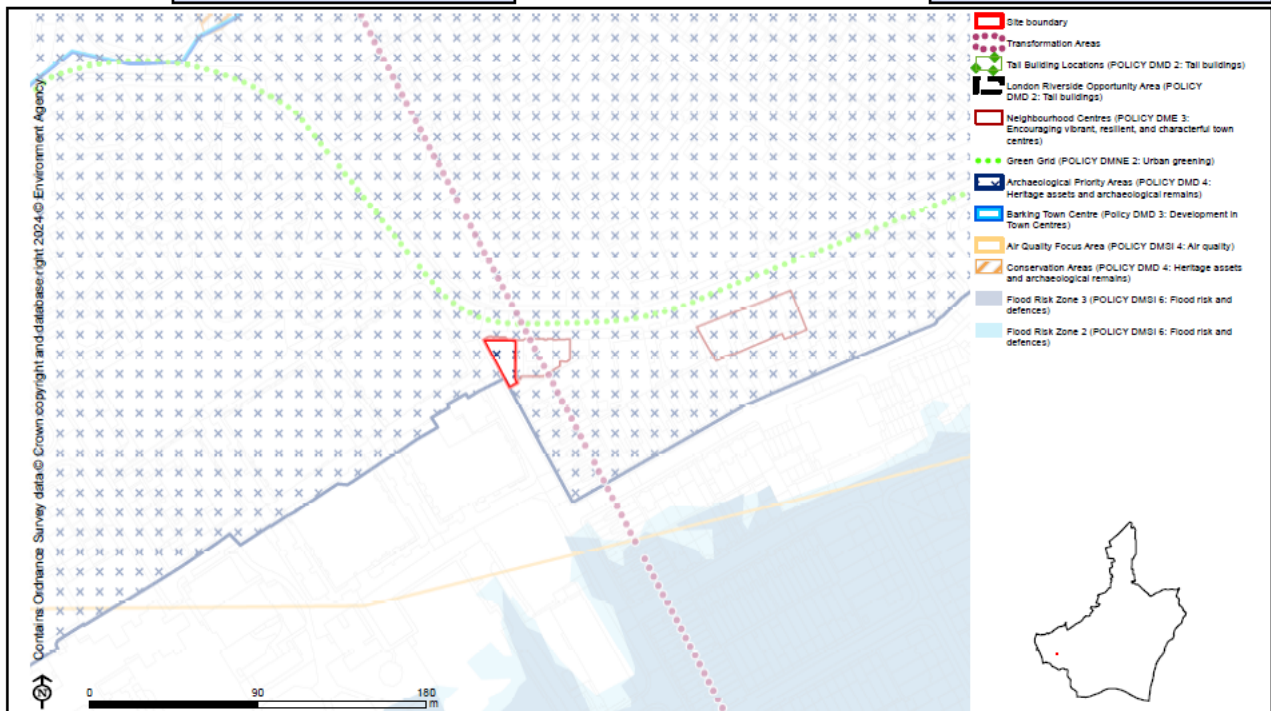 Site boundary
Transformation Areas
Tall Building Locations (POLICY DMD 2: Tall buildings)
London Riverside Opportunity Area (POLICY
DMD 2: Tall buildings)
Neighbourhood Centres (POLICY DME 3:
Encouraging vibrant, resilient, and characterful town
centres)
Green Grid (POLICY DMNE 2: Urban greening)
Archaeological Priority Areas (POLICY DMD 4:
Heritage assets and archaeological remains)
Barking Town Centre (Policy DMD 3: Development in
Town Centres)
Air Quality Focus Area (POLICY DMSI 4: Air quality)
Conservation Areas (POLICY DMD 4: Heritage assets
and archaeological remains)
Flood Risk Zone 3 (POLICY DMSI 6: Flood risk and
defences)
Flood Risk Zone 2 (POLICY DMSI 6: Flood risk and
defences)
Contains Ordnance Survey data © Crown copyright and database right 2024 © Environment Agency
N
0 90 180
m